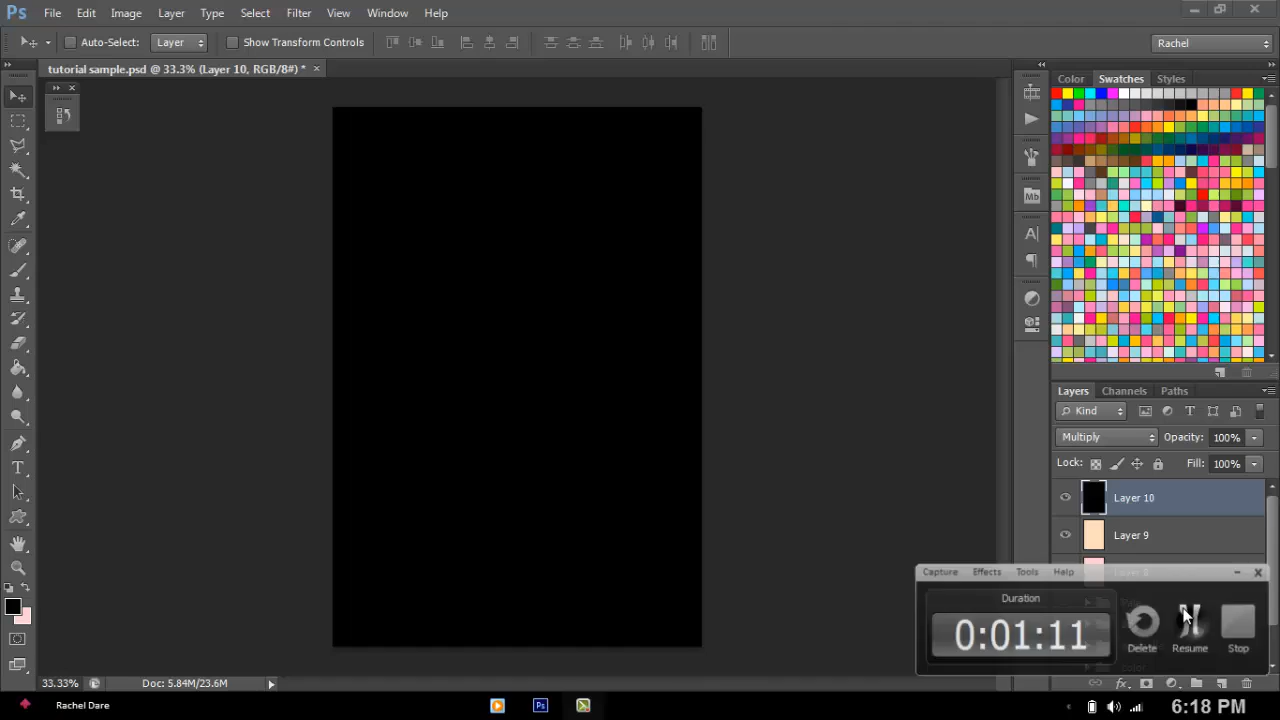 Ps File Edit Image Layer Type Select Filter View Window Help
Auto-Select: Layer Show Transform Controls Rachel
tutorial sample.psd @ 33.3% (Layer 10, RGB/8#) *
Color Swatches Styles
Mb
Layers Channels Paths
Kind
Multiply Opacity: 100%
Lock: Fill: 100%
Layer 10
Layer 9
Capture Effects Tools Help
Duration
0:01:11
Delete Resume Stop
33.33% Doc: 5.84M/23.6M
Rachel Dare Ps 6:18 PM